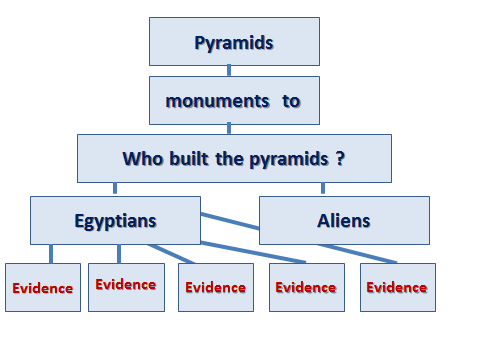 Pyramids
monuments to
Who built the pyramids ?
Egyptians
Aliens
Evidence
Evidence
Evidence
Evidence
Evidence